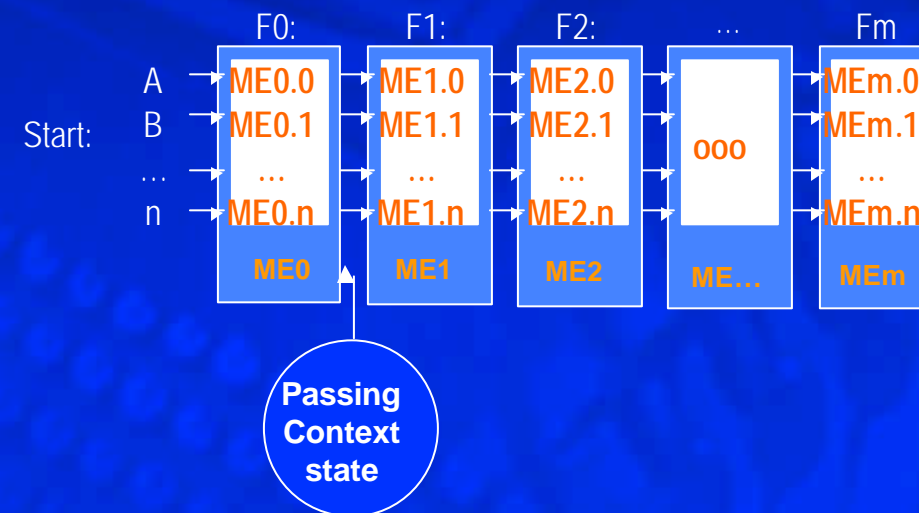 F0: F1: F2: ... Fm
A ME0.0 ME1.0 ME2.0 MEm.0
Start: B ME0.1 ME1.1 ME2.1 ooo MEm.1
... ... ... ... ...
n ME0.n ME1.n ME2.n MEm.n
ME0 ME1 ME2 ME... MEm
Passing
Context
state